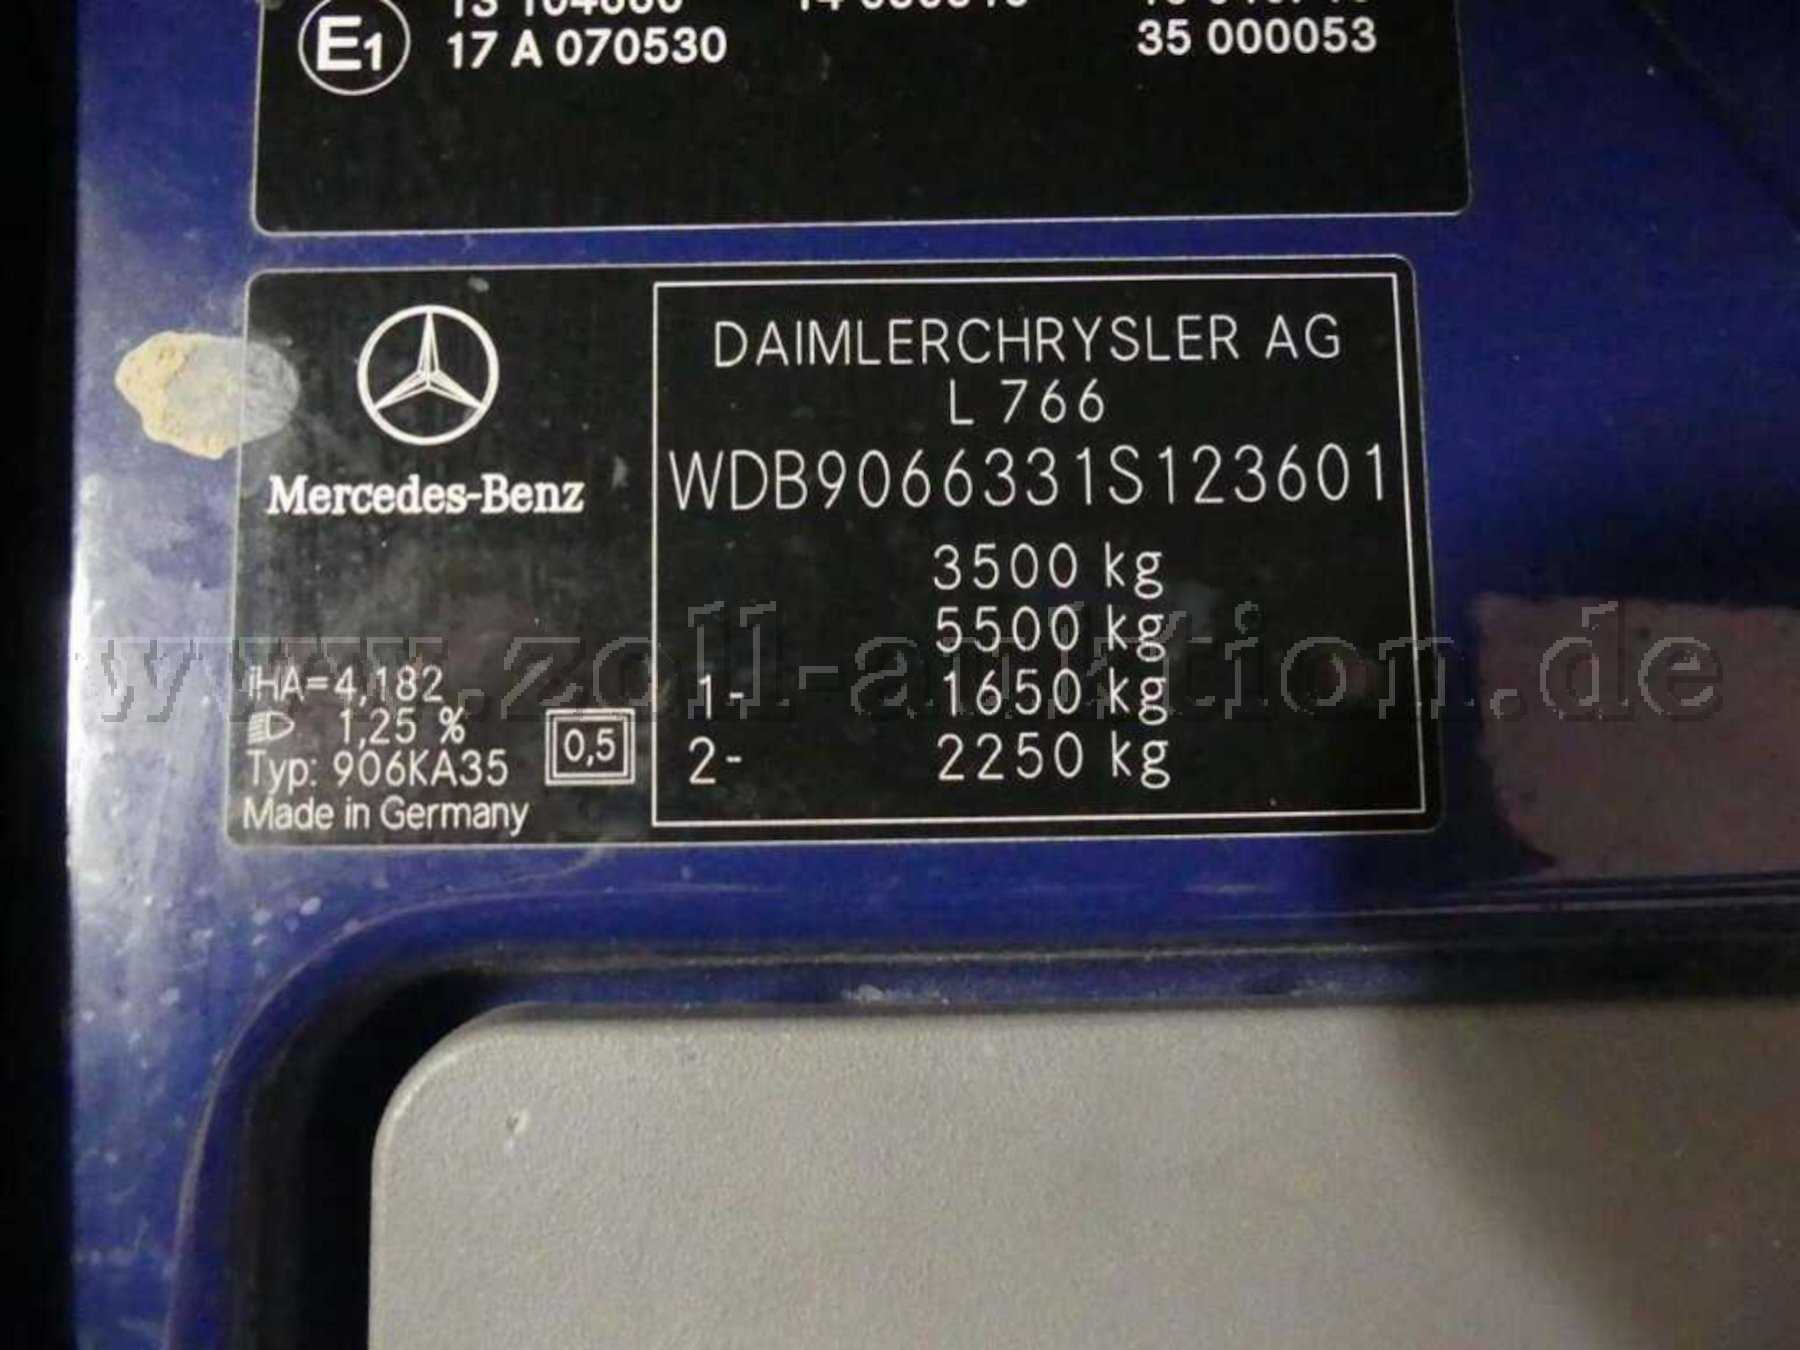 E1
17 A 070530
35 000053
Mercedes-Benz
iHA=4,182
1,25 %
Typ: 906KA35
Made in Germany
0,5
DAIMLERCHRYSLER AG
L 766
WDB9066331S123601
3500 kg
5500 kg
1- 1650 kg
2- 2250 kg
www.zoll-auktion.de